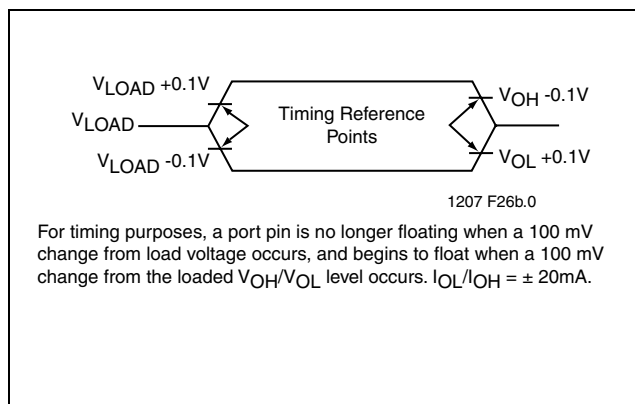 VLOAD +0.1V
VLOAD
VLOAD -0.1V
Timing Reference
Points
VOH -0.1V
VOL +0.1V
1207 F26b.0
For timing purposes, a port pin is no longer floating when a 100 mV
change from load voltage occurs, and begins to float when a 100 mV
change from the loaded VOH/VOL level occurs. IOL/IOH = ± 20mA.